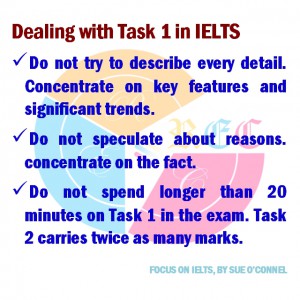 Dealing with Task 1 in IELTS
✓Do not try to describe every detail.
Concentrate on key features and
significant trends.
✓Do not speculate about reasons.
concentrate on the fact.
✓Do not spend longer than 20
minutes on Task 1 in the exam. Task
2 carries twice as many marks.
FOCUS ON IELTS, BY SUE O'CONNEL